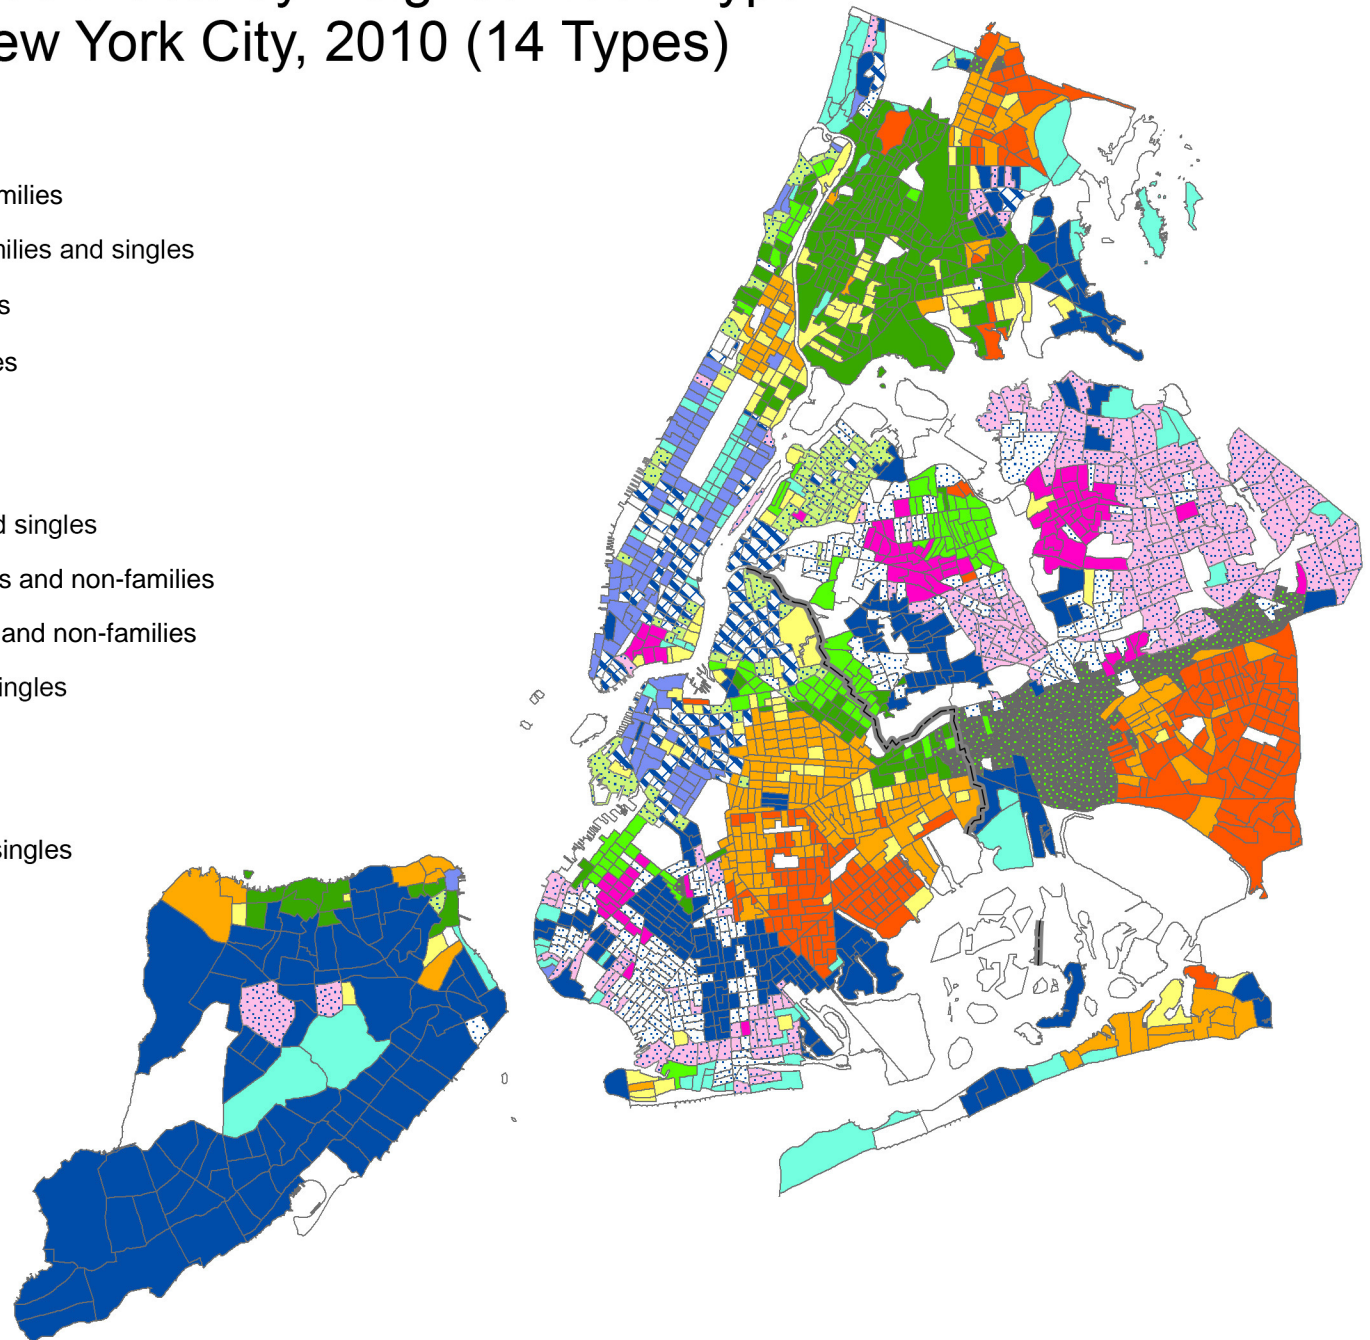 ew York City, 2010 (14 Types)
milies
nilies and singles
s
es
d singles
s and non-families
and non-families
ingles
singles